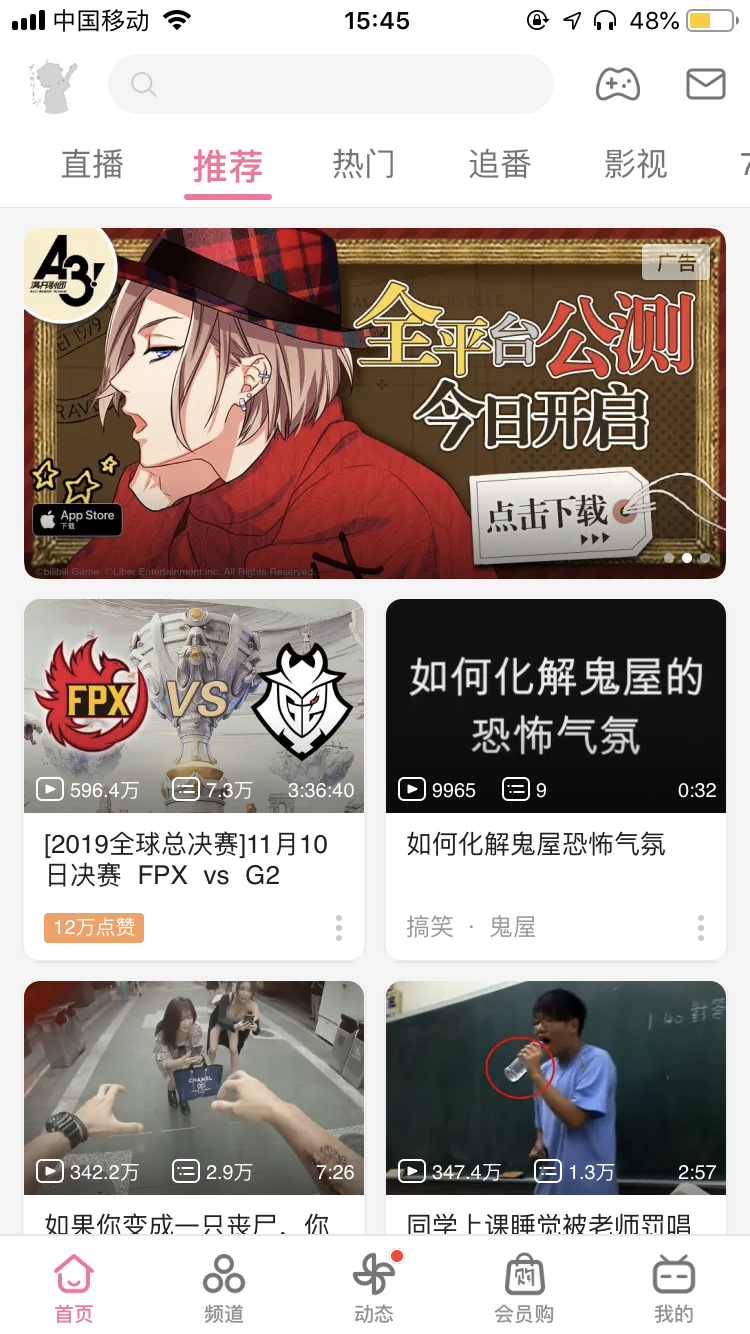 中国移动
15:45
48%
直播
推荐
热门
追番
影视
A3!
满开剧团
广告
全平台公测
今日开启
点击下载
App Store
下载
©bilibili Game ©Liber Entertainment Inc. All Rights Reserved.
FPX VS G2
596.4万
7.3万
3:36:40
如何化解鬼屋的
恐怖气氛
9965
9
0:32
[2019全球总决赛]11月10
日决赛 FPX vs G2
12万点赞
如何化解鬼屋恐怖气氛
搞笑 · 鬼屋
CHANEL
342.2万
2.9万
7:26
347.4万
1.3万
2:57
如果你变成一只丧尸，你
同学上课睡觉被老师罚唱
首页
频道
动态
会员购
我的